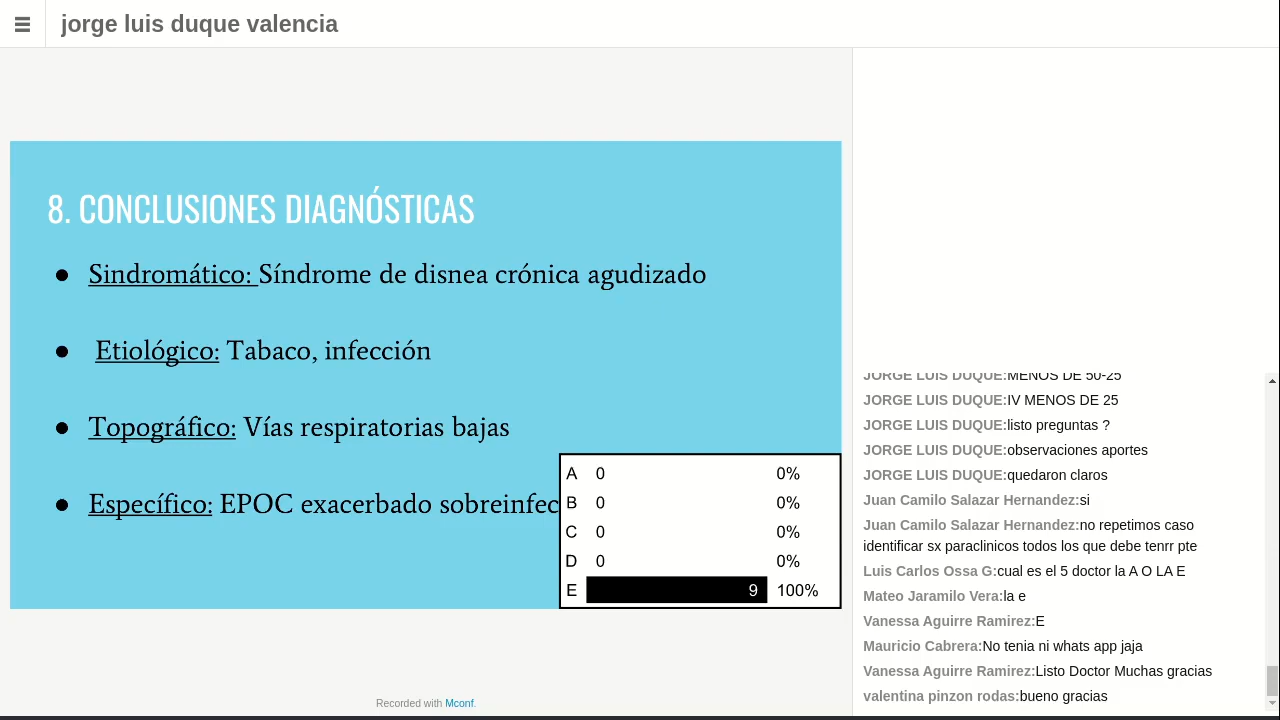 jorge luis duque valencia
8. CONCLUSIONES DIAGNÓSTICAS
● Sindromático: Síndrome de disnea crónica agudizado
● Etiológico: Tabaco, infección
● Topográfico: Vías respiratorias bajas
● Específico: EPOC exacerbado sobreinfec
A 0 0%
B 0 0%
C 0 0%
D 0 0%
E 9 100%
Recorded with Mconf.
JORGE LUIS DUQUE:MENOS DE 50-25
JORGE LUIS DUQUE:IV MENOS DE 25
JORGE LUIS DUQUE:listo preguntas ?
JORGE LUIS DUQUE:observaciones aportes
JORGE LUIS DUQUE:quedaron claros
Juan Camilo Salazar Hernandez:si
Juan Camilo Salazar Hernandez:no repetimos caso
identificar sx paraclinicos todos los que debe tenrr pte
Luis Carlos Ossa G:cual es el 5 doctor la A O LA E
Mateo Jaramilo Vera:la e
Vanessa Aguirre Ramirez:E
Mauricio Cabrera:No tenia ni whats app jaja
Vanessa Aguirre Ramirez:Listo Doctor Muchas gracias
valentina pinzon rodas:bueno gracias